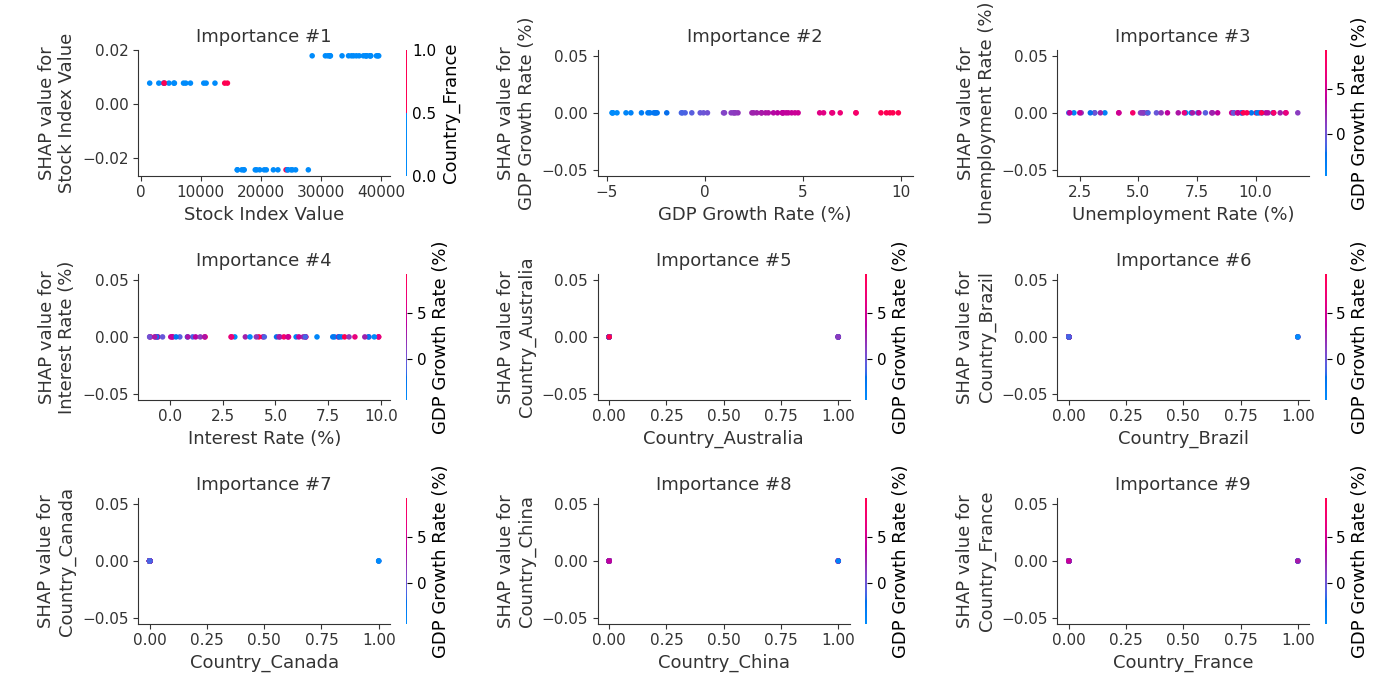 Importance #1
SHAP value for
Stock Index Value
0.02
0.00
−0.02
0
10000
20000
30000
40000
Stock Index Value
1.0
0.5
0.0
Country_France
Importance #2
SHAP value for
GDP Growth Rate (%)
0.05
0.00
−0.05
−5
0
5
10
GDP Growth Rate (%)
Importance #3
SHAP value for
Unemployment Rate (%)
0.05
0.00
−0.05
2.5
5.0
7.5
10.0
Unemployment Rate (%)
5
0
GDP Growth Rate (%)
Importance #4
SHAP value for
Interest Rate (%)
0.05
0.00
−0.05
0.0
2.5
5.0
7.5
10.0
Interest Rate (%)
5
0
GDP Growth Rate (%)
Importance #5
SHAP value for
Country_Australia
0.05
0.00
−0.05
0.00
0.25
0.50
0.75
1.00
Country_Australia
5
0
GDP Growth Rate (%)
Importance #6
SHAP value for
Country_Brazil
0.05
0.00
−0.05
0.00
0.25
0.50
0.75
1.00
Country_Brazil
5
0
GDP Growth Rate (%)
Importance #7
SHAP value for
Country_Canada
0.05
0.00
−0.05
0.00
0.25
0.50
0.75
1.00
Country_Canada
5
0
GDP Growth Rate (%)
Importance #8
SHAP value for
Country_China
0.05
0.00
−0.05
0.00
0.25
0.50
0.75
1.00
Country_China
5
0
GDP Growth Rate (%)
Importance #9
SHAP value for
Country_France
0.05
0.00
−0.05
0.00
0.25
0.50
0.75
1.00
Country_France
5
0
GDP Growth Rate (%)